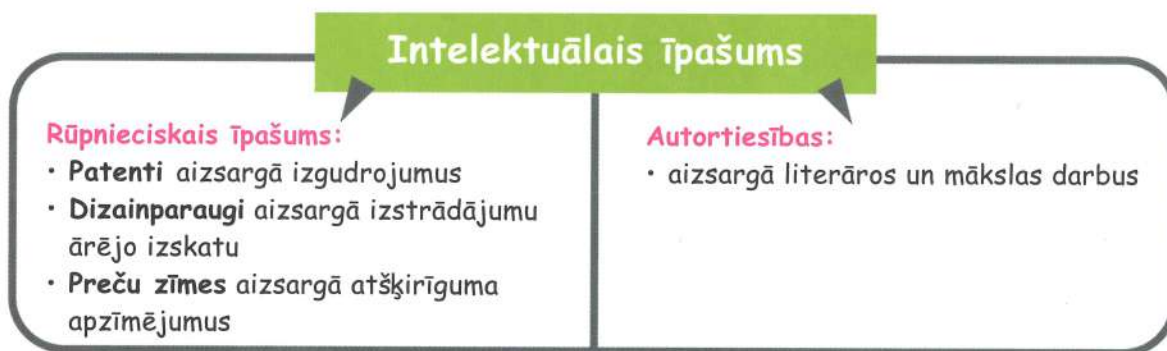 Intelektuālais īpašums
Rūpnieciskais īpašums:
• Patenti aizsargā izgudrojumus
• Dizainparaugi aizsargā izstrādājumu
ārējo izskatu
• Preču zīmes aizsargā atšķirīguma
apzīmējumus
Autortiesības:
• aizsargā literāros un mākslas darbus